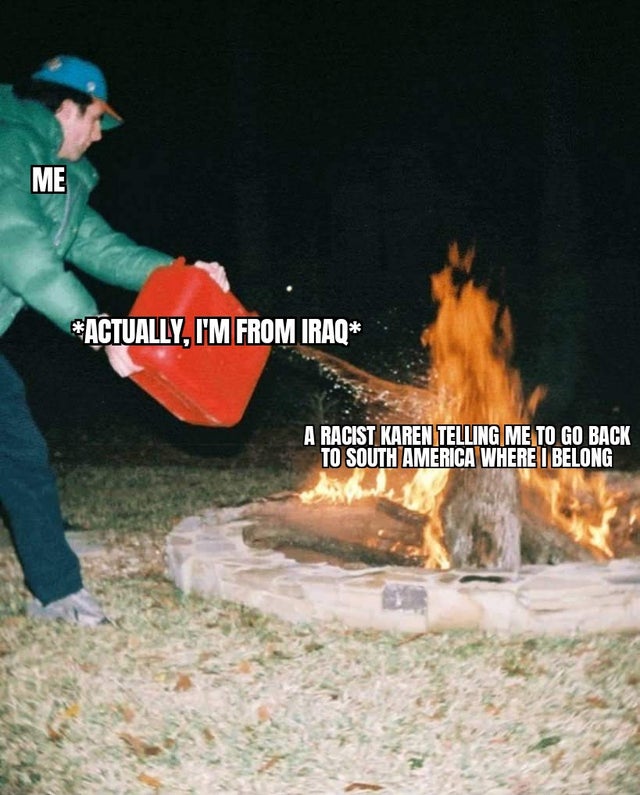 ME
*ACTUALLY, I'M FROM IRAQ*
A RACIST KAREN TELLING ME TO GO BACK
TO SOUTH AMERICA WHERE I BELONG